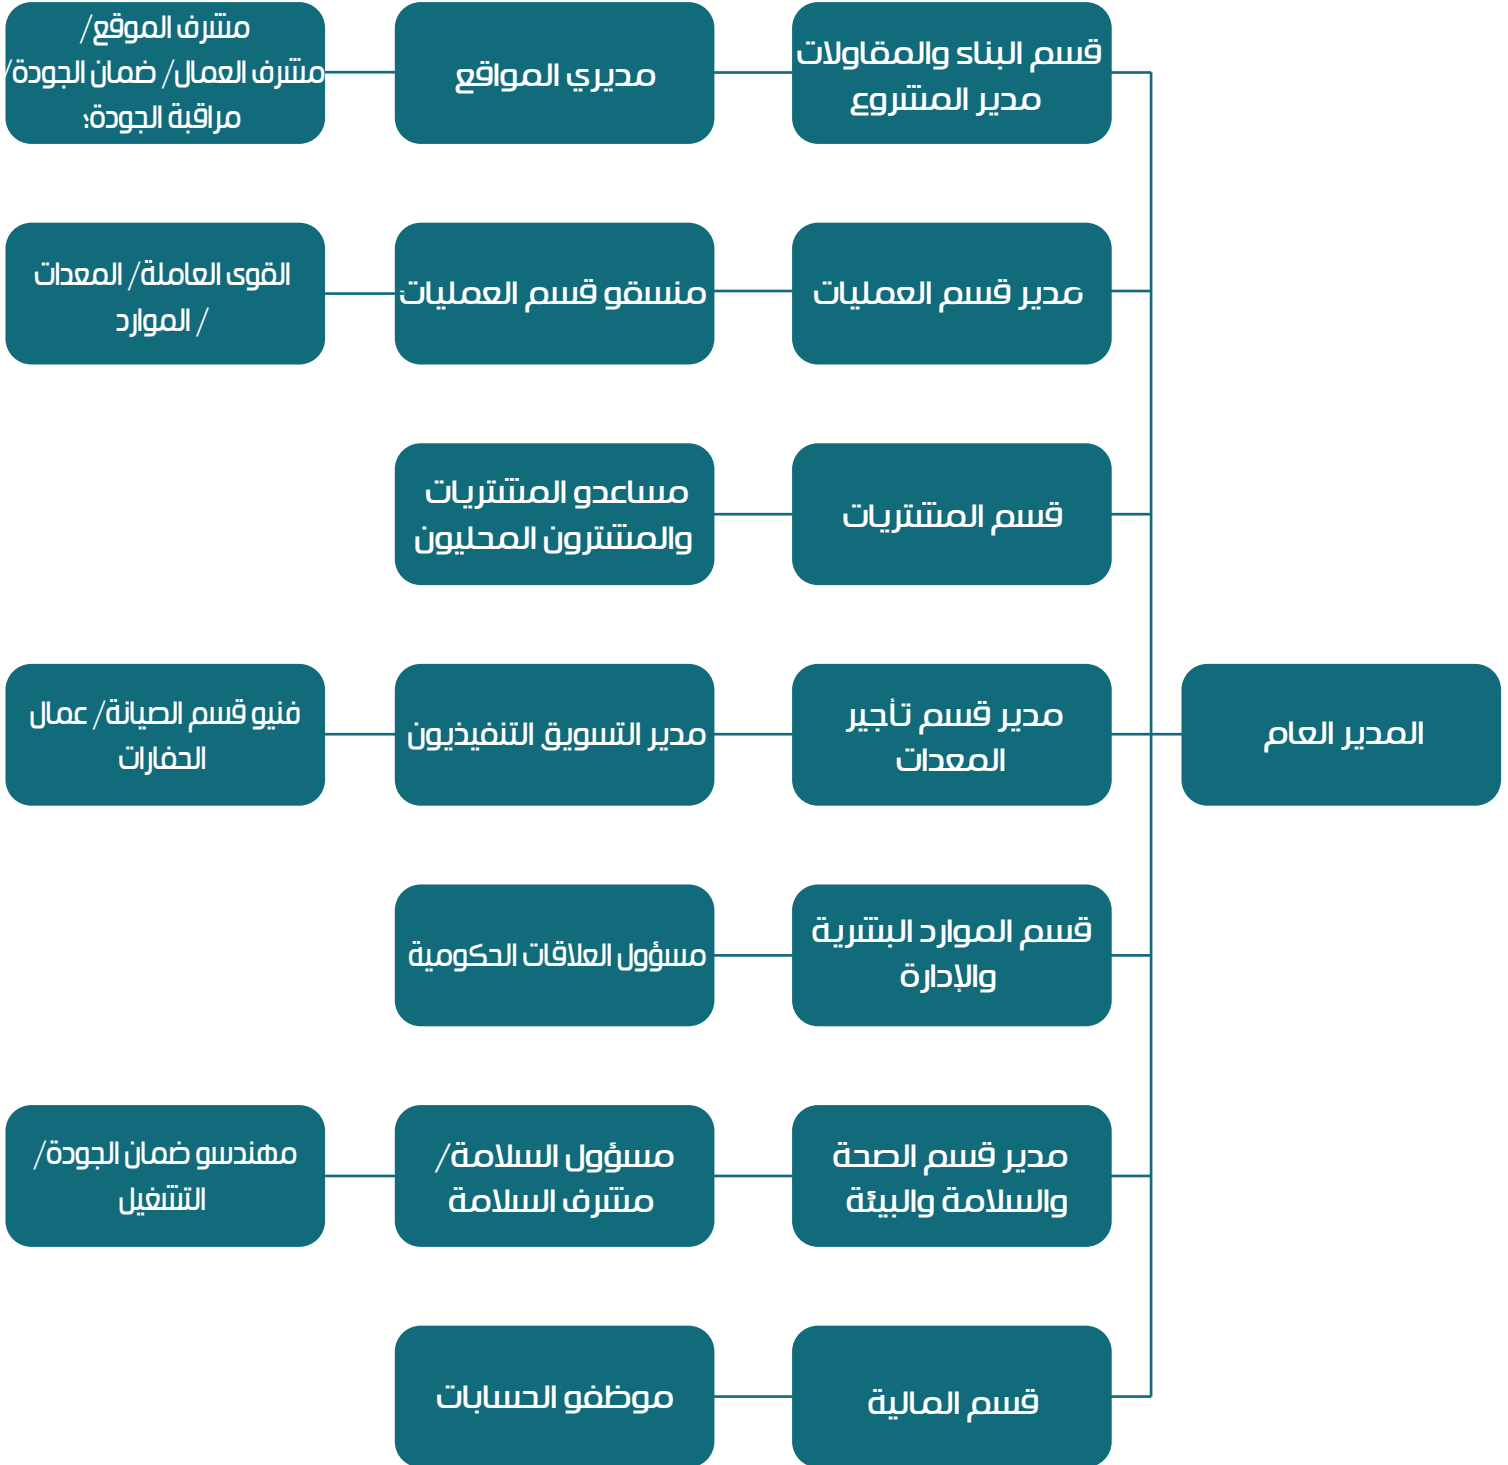 قسم البناء والمقاولات
مدير المشروع
مديري المواقع
مشرف الموقع/
مشرف العمال/ ضمان الجودة/
مراقبة الجودة؛
مدير قسم العمليات
منسقو قسم العمليات
القوى العاملة/ المعدات
/ الموارد
قسم المشتريات
مساعدو المشتريات
والمشترون المحليون
المدير العام
مدير قسم تأجير
المعدات
مدير التسويق التنفيذيون
فنيو قسم الصيانة/ عمال
الحفارات
قسم الموارد البشرية
والإدارة
مسؤول العلاقات الحكومية
مدير قسم الصحة
والسلامة والبيئة
مسؤول السلامة/
مشرف السلامة
مهندسو ضمان الجودة/
التشغيل
قسم المالية
موظفو الحسابات